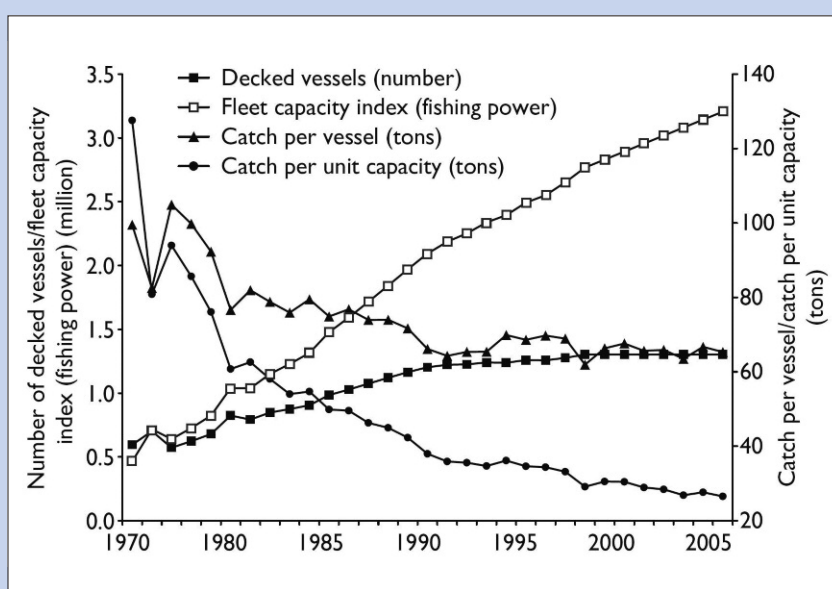 3.5
3.0
2.5
2.0
1.5
1.0
0.5
0.0
Number of decked vessels/fleet capacity
index (fishing power) (million)
Decked vessels (number)
Fleet capacity index (fishing power)
Catch per vessel (tons)
Catch per unit capacity (tons)
140
120
100
80
60
40
20
Catch per vessel/catch per unit capacity
(tons)
1970 1980 1985 1990 1995 2000 2005